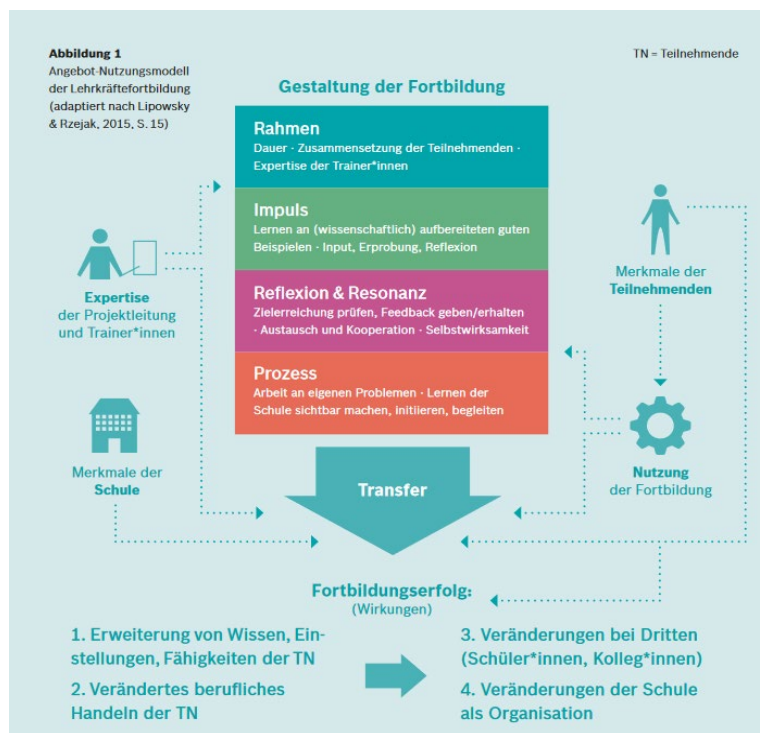 Abbildung 1
Angebot-Nutzungsmodell
der Lehrkräftefortbildung
(adaptiert nach Lipowsky
& Rzejak, 2015, S. 15)
TN = Teilnehmende
Gestaltung der Fortbildung
Rahmen
Dauer · Zusammensetzung der Teilnehmenden ·
Expertise der Trainer*innen
Impuls
Lernen an (wissenschaftlich) aufbereiteten guten
Beispielen · Input, Erprobung, Reflexion
Reflexion & Resonanz
Zielerreichung prüfen, Feedback geben/erhalten
· Austausch und Kooperation · Selbstwirksamkeit
Prozess
Arbeit an eigenen Problemen · Lernen der
Schule sichtbar machen, initiieren, begleiten
Expertise
der Projektleitung
und Trainer*innen
Merkmale der
Teilnehmenden
Merkmale der
Schule
Nutzung
der Fortbildung
Transfer
Fortbildungserfolg:
(Wirkungen)
1. Erweiterung von Wissen, Ein-
stellungen, Fähigkeiten der TN
2. Verändertes berufliches
Handeln der TN
3. Veränderungen bei Dritten
(Schüler*innen, Kolleg*innen)
4. Veränderungen der Schule
als Organisation